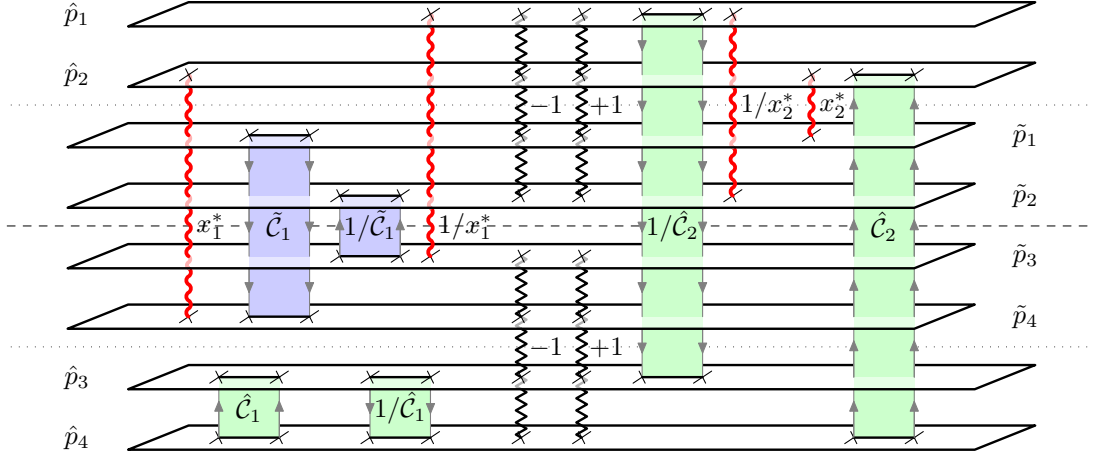 p̂₁
p̂₂
−1 +1 1/x₂* x₂*
p̃₁
p̃₂
x₁* C̃₁ 1/C̃₁ 1/x₁* 1/Ĉ₂ Ĉ₂
p̃₃
p̃₄
−1 +1
p̂₃
Ĉ₁ 1/Ĉ₁
p̂₄